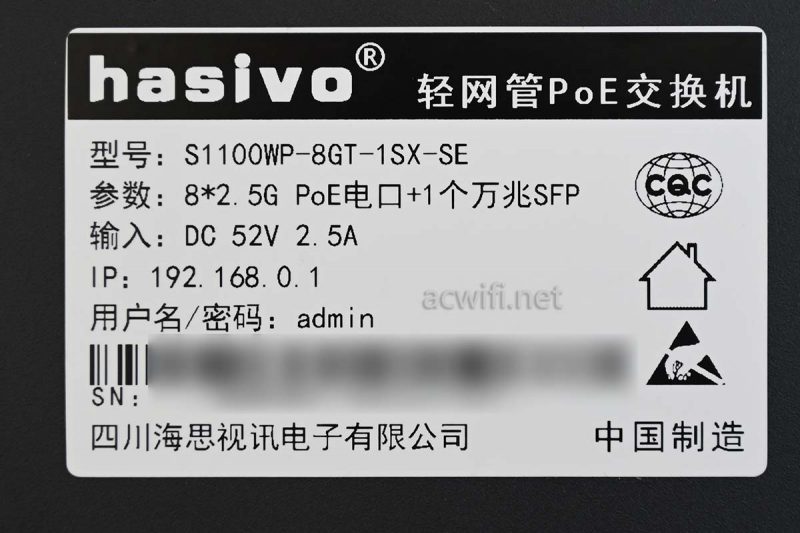 hasivo® 轻网管PoE交换机
型号：S1100WP-8GT-1SX-SE
参数：8*2.5G PoE电口+1个万兆SFP
CQC
输入：DC 52V 2.5A
IP：192.168.0.1
acwifi.net
用户名/密码：admin
SN：
四川海思视讯电子有限公司 中国制造